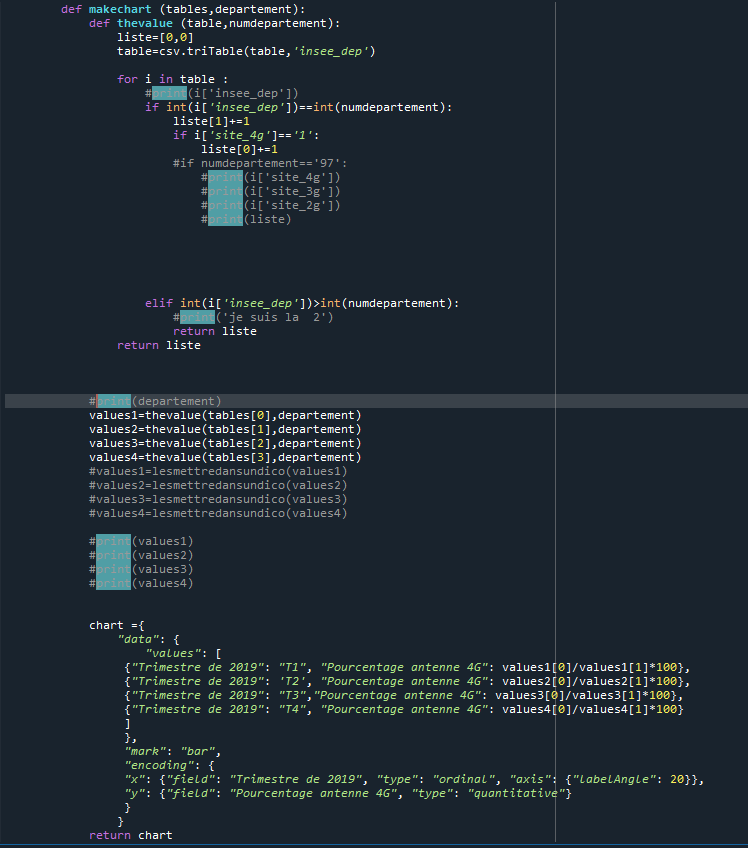 def makechart (tables,departement):
def thevalue (table,numdepartement):
liste=[0,0]
table=csv.triTable(table,'insee_dep')
for i in table :
#print(i['insee_dep'])
if int(i['insee_dep'])==int(numdepartement):
liste[1]+=1
if i['site_4g']=='1':
liste[0]+=1
#if numdepartement=='97':
#print(i['site_4g'])
#print(i['site_3g'])
#print(i['site_2g'])
#print(liste)
elif int(i['insee_dep'])>int(numdepartement):
#print('je suis la  2')
return liste
return liste
#print(departement)
values1=thevalue(tables[0],departement)
values2=thevalue(tables[1],departement)
values3=thevalue(tables[2],departement)
values4=thevalue(tables[3],departement)
#values1=lesmettredansundico(values1)
#values2=lesmettredansundico(values2)
#values3=lesmettredansundico(values3)
#values4=lesmettredansundico(values4)
#print(values1)
#print(values2)
#print(values3)
#print(values4)
chart ={
"data": {
"values": [
{"Trimestre de 2019": "T1", "Pourcentage antenne 4G": values1[0]/values1[1]*100},
{"Trimestre de 2019": 'T2', "Pourcentage antenne 4G": values2[0]/values2[1]*100},
{"Trimestre de 2019": "T3","Pourcentage antenne 4G": values3[0]/values3[1]*100},
{"Trimestre de 2019": "T4", "Pourcentage antenne 4G": values4[0]/values4[1]*100}
]
},
"mark": "bar",
"encoding": {
"x": {"field": "Trimestre de 2019", "type": "ordinal", "axis": {"labelAngle": 20}},
"y": {"field": "Pourcentage antenne 4G", "type": "quantitative"}
}
}
return chart